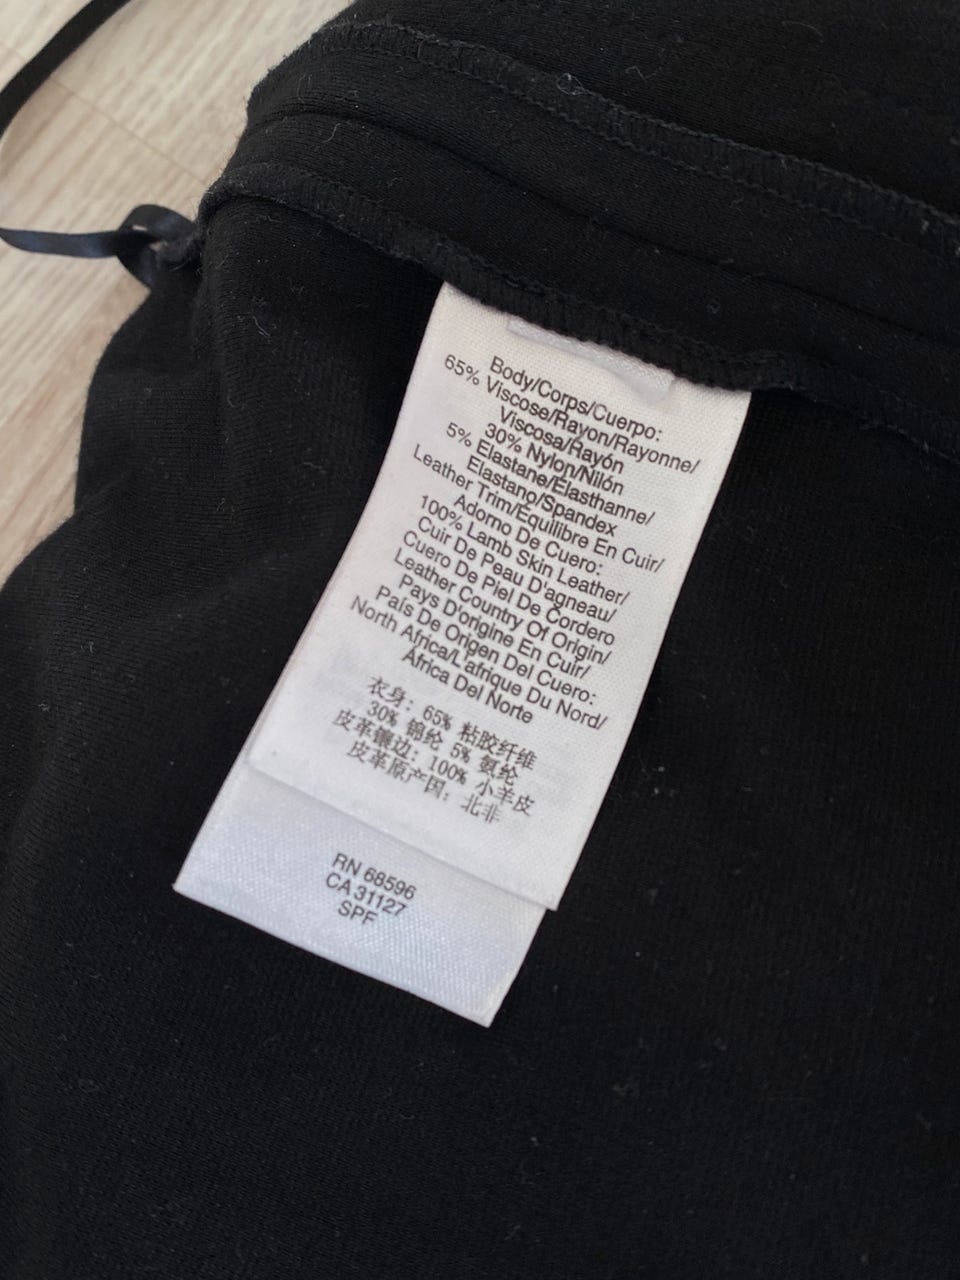 Body/Corps/Cuerpo:
65% Viscose/Rayon/Rayonne/
Viscosa/Rayón
30% Nylon/Nilón
5% Elastane/Elasthanne/
Elastano/Spandex
Leather Trim/Equilibre En Cuir/
Adorno De Cuero:
100% Lamb Skin Leather/
Cuir De Peau D'agneau/
Cuero De Piel De Cordero
Leather Country Of Origin/
Pays D'origine En Cuir/
País De Origen Del Cuero:
North Africa/Lafrique Du Nord/
África Del Norte
衣身: 65% 粘胶纤维
30% 锦纶 5% 氨纶
皮革镶边: 100% 小羊皮
皮革原产国: 北非
RN 68596
CA 31127
SPF